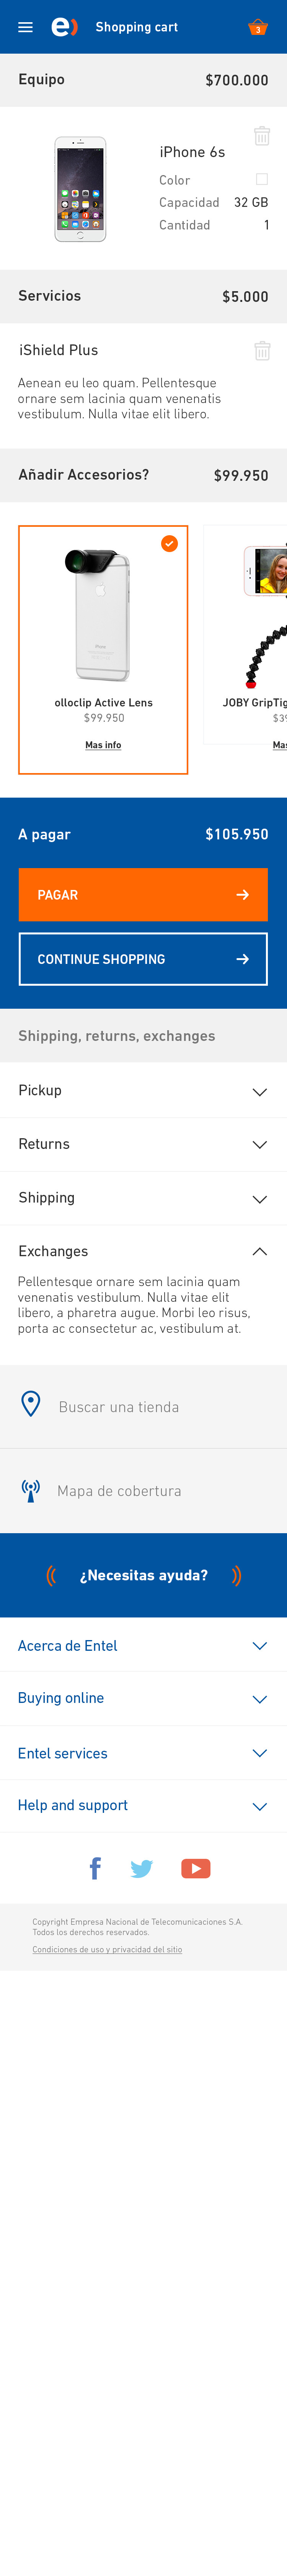 Shopping cart
3
Equipo $700.000
iPhone 6s
Color
Capacidad 32 GB
Cantidad 1
Servicios $5.000
iShield Plus
Aenean eu leo quam. Pellentesque
ornare sem lacinia quam venenatis
vestibulum. Nulla vitae elit libero.
Añadir Accesorios? $99.950
olloclip Active Lens
$99.950
Mas info
JOBY GripTig
$39
Mas
A pagar $105.950
PAGAR
CONTINUE SHOPPING
Shipping, returns, exchanges
Pickup
Returns
Shipping
Exchanges
Pellentesque ornare sem lacinia quam
venenatis vestibulum. Nulla vitae elit
libero, a pharetra augue. Morbi leo risus,
porta ac consectetur ac, vestibulum at.
Buscar una tienda
Mapa de cobertura
¿Necesitas ayuda?
Acerca de Entel
Buying online
Entel services
Help and support
Copyright Empresa Nacional de Telecomunicaciones S.A.
Todos los derechos reservados.
Condiciones de uso y privacidad del sitio